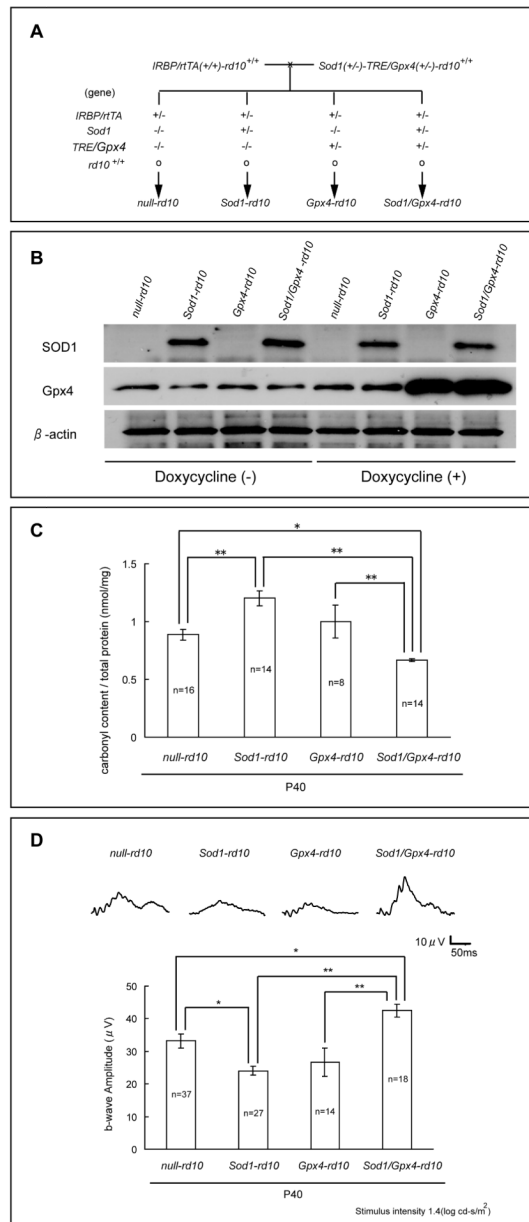 A
IRBP/rtTA(+/+)-rd10+/+ Sod1(+/-)-TRE/Gpx4(+/-)-rd10+/+
(gene)
IRBP/rtTA +/- +/- +/- +/-
Sod1 -/- +/- -/- +/-
TRE/Gpx4 -/- -/- +/- +/-
rd10 +/+ o o o o
null-rd10 Sod1-rd10 Gpx4-rd10 Sod1/Gpx4-rd10
B
null-rd10 Sod1-rd10 Gpx4-rd10 Sod1/Gpx4 -rd10 null-rd10 Sod1-rd10 Gpx4-rd10 Sod1/Gpx4-rd10
SOD1
Gpx4
β-actin
Doxycycline (-) Doxycycline (+)
C
*
** **
**
carbonyl content / total protein (nmol/mg)
1.5
1
0.5
0
n=16 n=14 n=8 n=14
null-rd10 Sod1-rd10 Gpx4-rd10 Sod1/Gpx4-rd10
P40
D
null-rd10 Sod1-rd10 Gpx4-rd10 Sod1/Gpx4-rd10
10 μV
50ms
*
**
* **
b-wave Amplitude (μV)
50
40
30
20
10
0
n=37 n=27 n=14 n=18
null-rd10 Sod1-rd10 Gpx4-rd10 Sod1/Gpx4-rd10
P40
Stimulus intensity 1.4(log cd-s/m2)